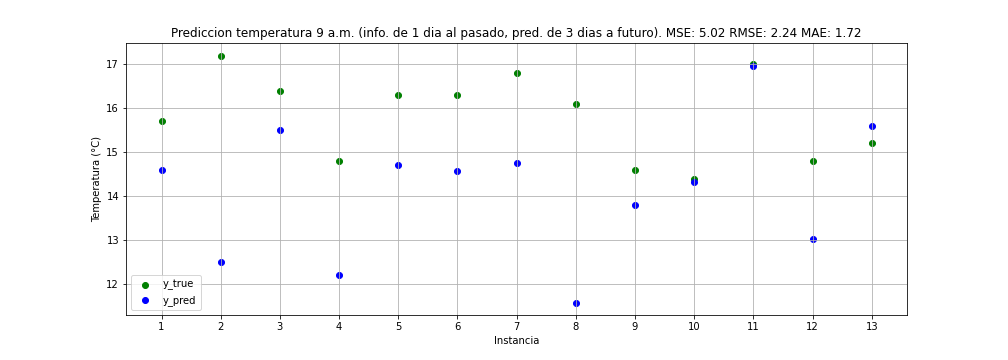 Prediccion temperatura 9 a.m. (info. de 1 dia al pasado, pred. de 3 dias a futuro). MSE: 5.02 RMSE: 2.24 MAE: 1.72
Temperatura (°C)
17
16
15
14
13
12
y_true
y_pred
1 2 3 4 5 6 7 8 9 10 11 12 13
Instancia